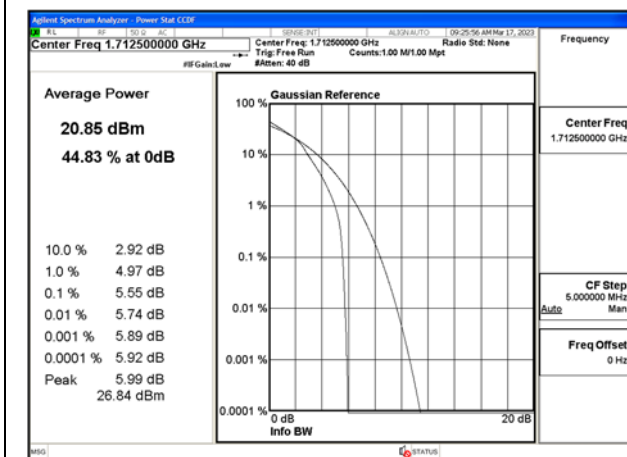 Agilent Spectrum Analyzer - Power Stat CCDF
RL RF 50 Ω AC SENSE:INT ALIGN AUTO 09:25:56 AM Mar 17, 2023
Center Freq 1.712500000 GHz
Center Freq: 1.712500000 GHz Radio Std: None
Trig: Free Run Counts:1.00 M/1.00 Mpt
#IFGain:Low #Atten: 40 dB
Frequency
Average Power
20.85 dBm
44.83 % at 0dB
10.0 % 2.92 dB
1.0 % 4.97 dB
0.1 % 5.55 dB
0.01 % 5.74 dB
0.001 % 5.89 dB
0.0001 % 5.92 dB
Peak 5.99 dB
26.84 dBm
Gaussian Reference
100 %
10 %
1 %
0.1 %
0.01 %
0.001 %
0.0001 %
0 dB 20 dB
Info BW
Center Freq
1.712500000 GHz
CF Step
5.000000 MHz
Auto Man
Freq Offset
0 Hz
MSG STATUS